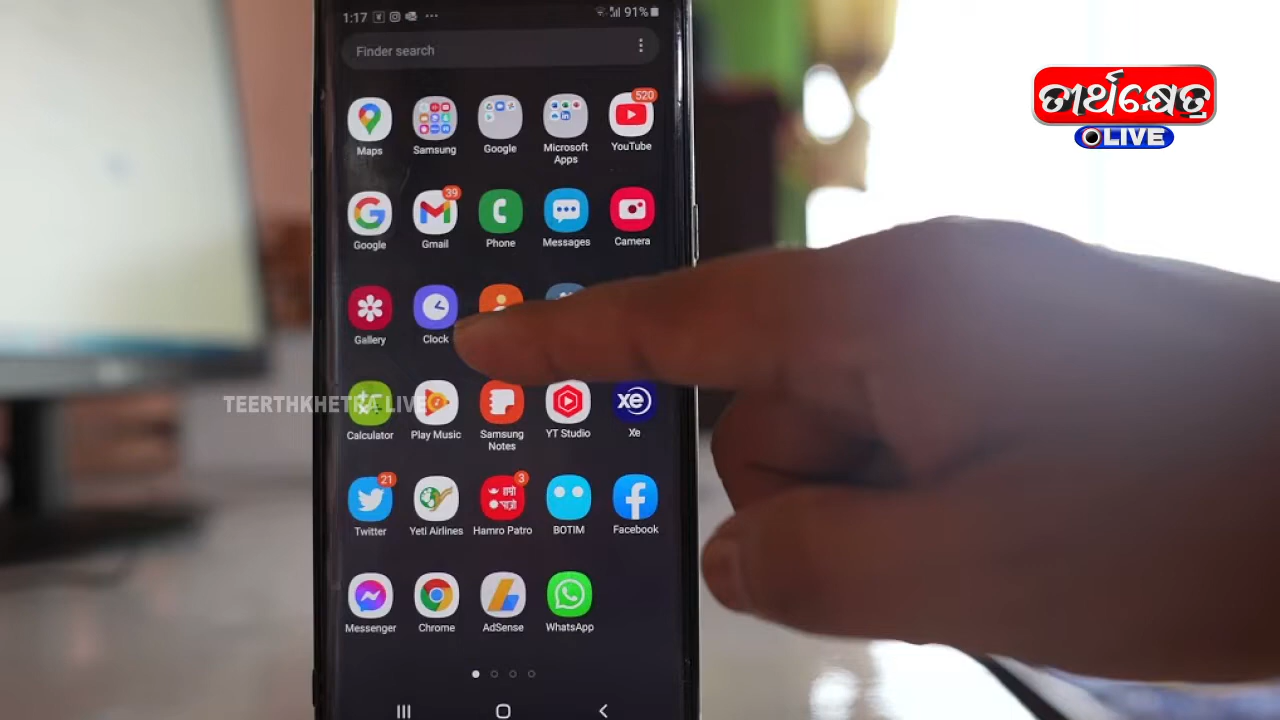 1:17
91%
Finder search
520
Maps
Samsung
Google
Microsoft
Apps
YouTube
39
Google
Gmail
Phone
Messages
Camera
Gallery
Clock
Calculator
Play Music
Samsung
Notes
YT Studio
xe
Xe
21
3
हाम्रो
पात्रो
Twitter
Yeti Airlines
Hamro Patro
BOTIM
Facebook
Messenger
Chrome
AdSense
WhatsApp
ତୀର୍ଥକ୍ଷେତ୍ର
LIVE
TEERTHKHETRA LIVE